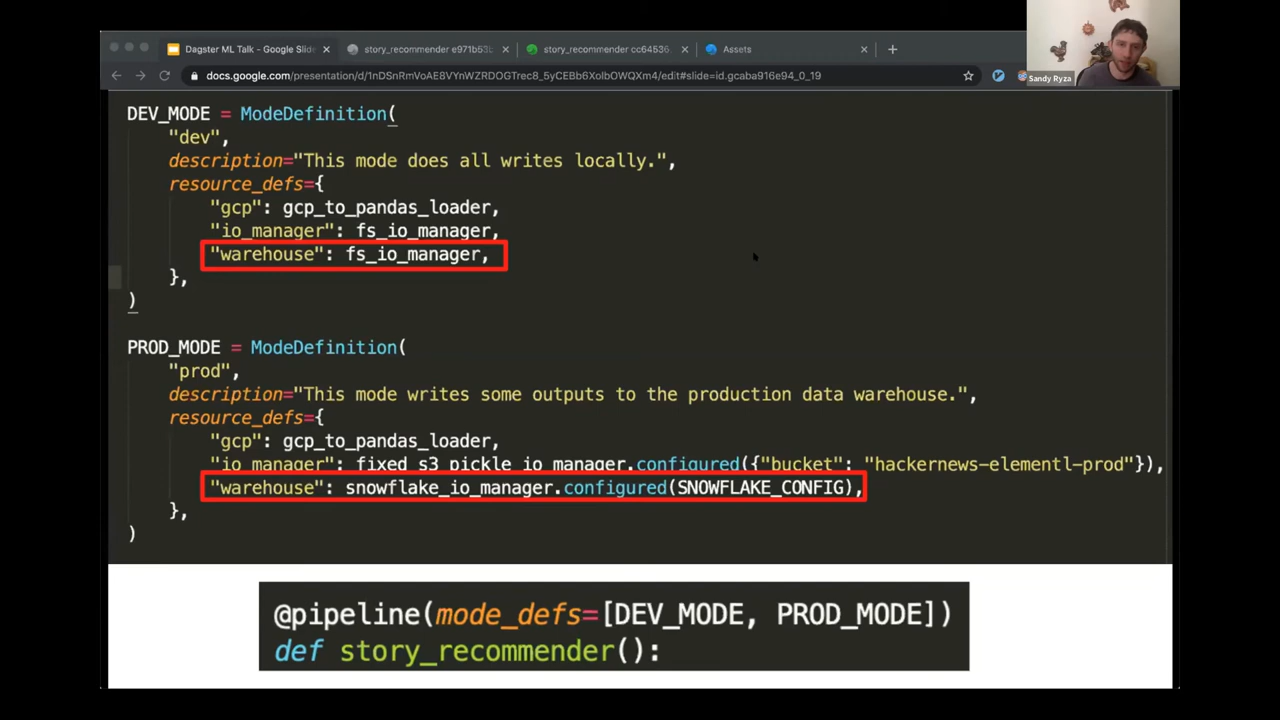 Dagster ML Talk - Google Slid
story_recommender e971b53b
story_recommender cc64536
Assets
docs.google.com/presentation/d/1nDSnRmVoAE8VYnWZRDOGTrec8_5yCEBb6XolbOWQXm4/edit#slide=id.gcaba916e94_0_19
Sandy Ryza
DEV_MODE = ModeDefinition(
"dev",
description="This mode does all writes locally.",
resource_defs={
"gcp": gcp_to_pandas_loader,
"io_manager": fs_io_manager,
"warehouse": fs_io_manager,
},
)
PROD_MODE = ModeDefinition(
"prod",
description="This mode writes some outputs to the production data warehouse.",
resource_defs={
"gcp": gcp_to_pandas_loader,
"io_manager": fixed_s3_pickle_io_manager.configured({"bucket": "hackernews-elementl-prod"}),
"warehouse": snowflake_io_manager.configured(SNOWFLAKE_CONFIG),
},
)
@pipeline(mode_defs=[DEV_MODE, PROD_MODE])
def story_recommender():